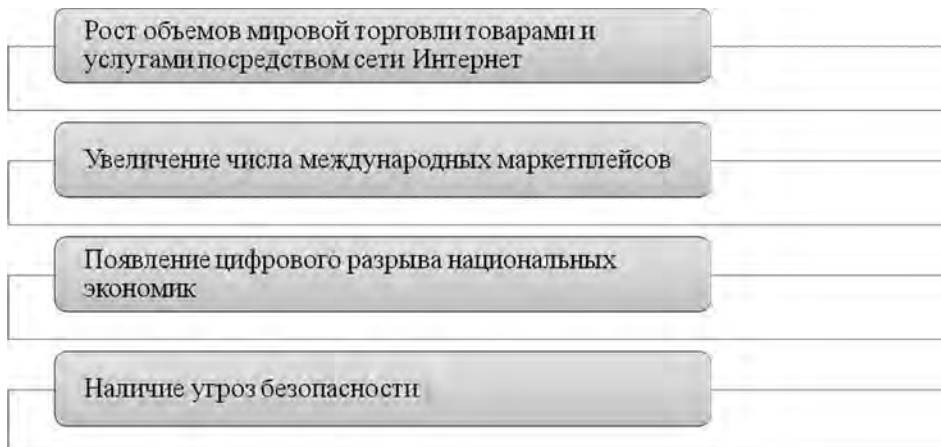 Рост объемов мировой торговли товарами и
услугами посредством сети Интернет
Увеличение числа международных маркетплейсов
Появление цифрового разрыва национальных
экономик
Наличие угроз безопасности